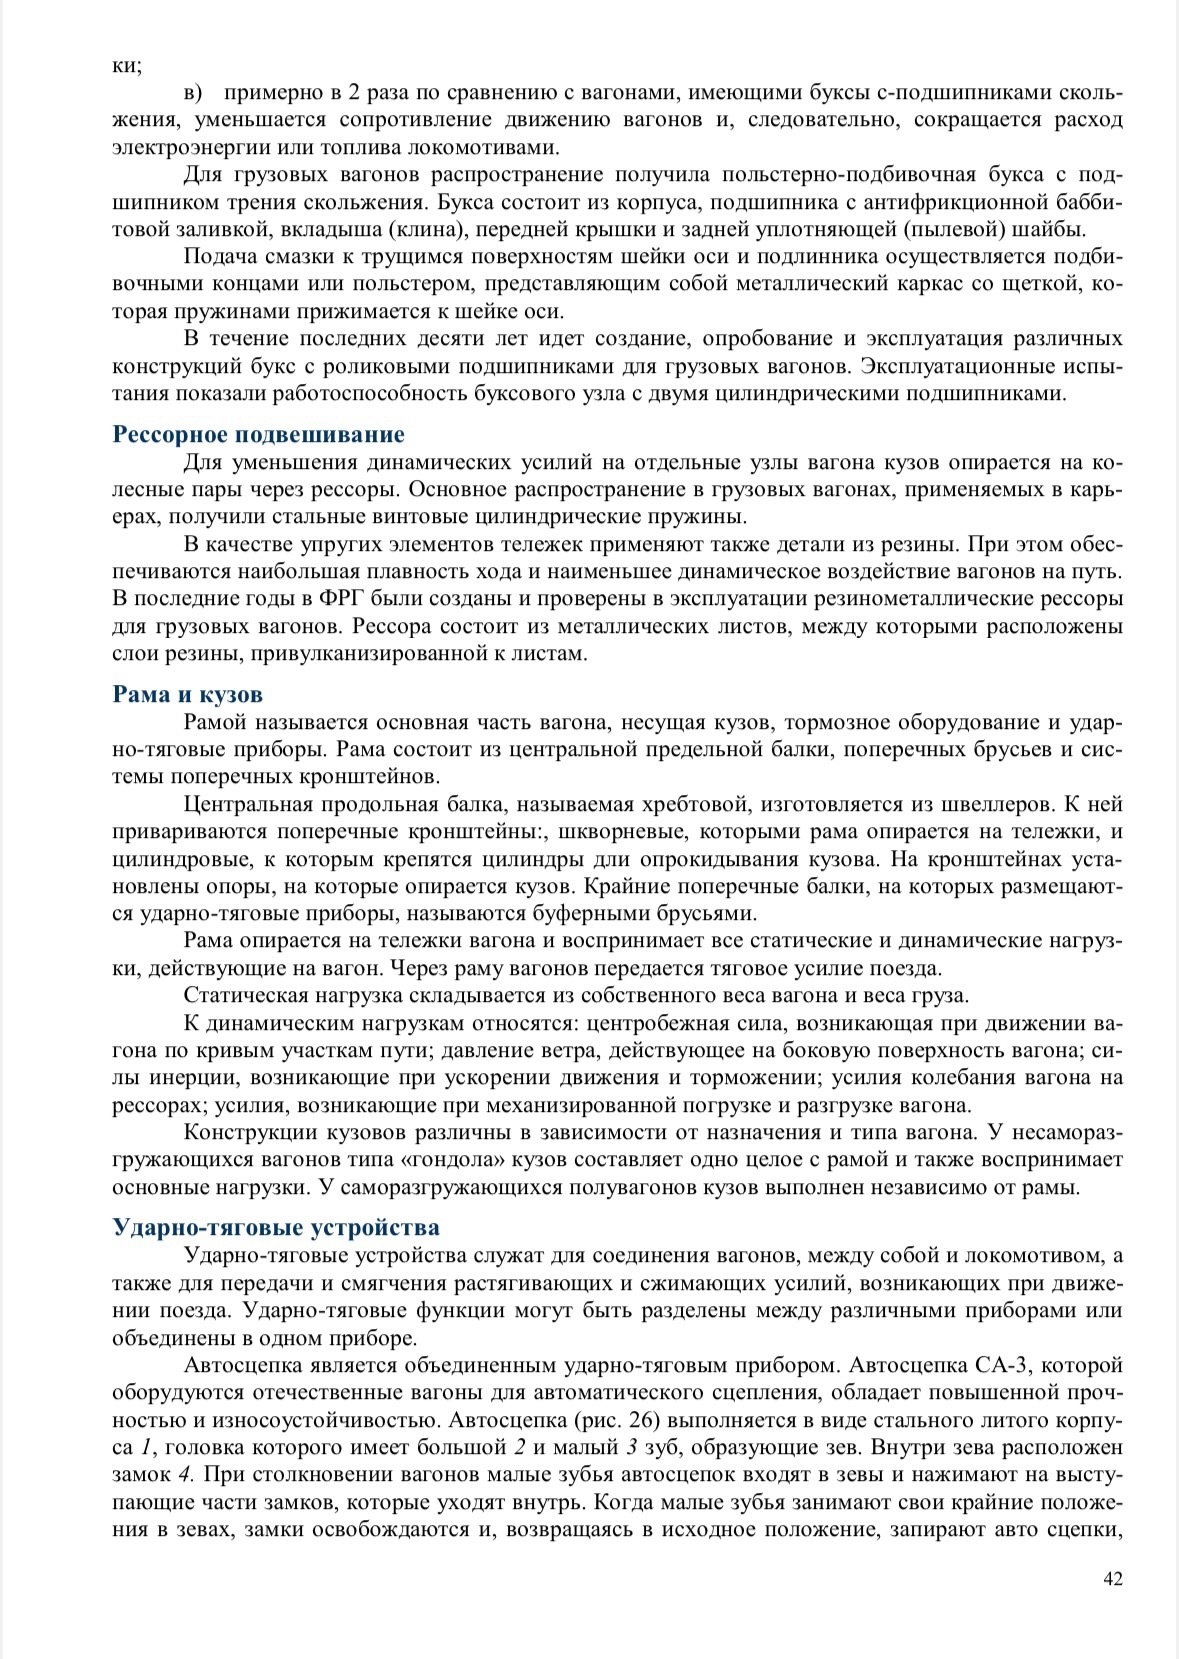 ки;
в) примерно в 2 раза по сравнению с вагонами, имеющими буксы с-подшипниками сколь-
жения, уменьшается сопротивление движению вагонов и, следовательно, сокращается расход
электроэнергии или топлива локомотивами.
Для грузовых вагонов распространение получила польстерно-подбивочная букса с под-
шипником трения скольжения. Букса состоит из корпуса, подшипника с антифрикционной бабби-
товой заливкой, вкладыша (клина), передней крышки и задней уплотняющей (пылевой) шайбы.
Подача смазки к трущимся поверхностям шейки оси и подлинника осуществляется подби-
вочными концами или польстером, представляющим собой металлический каркас со щеткой, ко-
торая пружинами прижимается к шейке оси.
В течение последних десяти лет идет создание, опробование и эксплуатация различных
конструкций букс с роликовыми подшипниками для грузовых вагонов. Эксплуатационные испы-
тания показали работоспособность буксового узла с двумя цилиндрическими подшипниками.
Рессорное подвешивание
Для уменьшения динамических усилий на отдельные узлы вагона кузов опирается на ко-
лесные пары через рессоры. Основное распространение в грузовых вагонах, применяемых в карь-
ерах, получили стальные винтовые цилиндрические пружины.
В качестве упругих элементов тележек применяют также детали из резины. При этом обес-
печиваются наибольшая плавность хода и наименьшее динамическое воздействие вагонов на путь.
В последние годы в ФРГ были созданы и проверены в эксплуатации резинометаллические рессоры
для грузовых вагонов. Рессора состоит из металлических листов, между которыми расположены
слои резины, привулканизированной к листам.
Рама и кузов
Рамой называется основная часть вагона, несущая кузов, тормозное оборудование и удар-
но-тяговые приборы. Рама состоит из центральной предельной балки, поперечных брусьев и сис-
темы поперечных кронштейнов.
Центральная продольная балка, называемая хребтовой, изготовляется из швеллеров. К ней
привариваются поперечные кронштейны:, шкворневые, которыми рама опирается на тележки, и
цилиндровые, к которым крепятся цилиндры дли опрокидывания кузова. На кронштейнах уста-
новлены опоры, на которые опирается кузов. Крайние поперечные балки, на которых размещают-
ся ударно-тяговые приборы, называются буферными брусьями.
Рама опирается на тележки вагона и воспринимает все статические и динамические нагруз-
ки, действующие на вагон. Через раму вагонов передается тяговое усилие поезда.
Статическая нагрузка складывается из собственного веса вагона и веса груза.
К динамическим нагрузкам относятся: центробежная сила, возникающая при движении ва-
гона по кривым участкам пути; давление ветра, действующее на боковую поверхность вагона; си-
лы инерции, возникающие при ускорении движения и торможении; усилия колебания вагона на
рессорах; усилия, возникающие при механизированной погрузке и разгрузке вагона.
Конструкции кузовов различны в зависимости от назначения и типа вагона. У несамораз-
гружающихся вагонов типа «гондола» кузов составляет одно целое с рамой и также воспринимает
основные нагрузки. У саморазгружающихся полувагонов кузов выполнен независимо от рамы.
Ударно-тяговые устройства
Ударно-тяговые устройства служат для соединения вагонов, между собой и локомотивом, а
также для передачи и смягчения растягивающих и сжимающих усилий, возникающих при движе-
нии поезда. Ударно-тяговые функции могут быть разделены между различными приборами или
объединены в одном приборе.
Автосцепка является объединенным ударно-тяговым прибором. Автосцепка СА-3, которой
оборудуются отечественные вагоны для автоматического сцепления, обладает повышенной проч-
ностью и износоустойчивостью. Автосцепка (рис. 26) выполняется в виде стального литого корпу-
са 1, головка которого имеет большой 2 и малый 3 зуб, образующие зев. Внутри зева расположен
замок 4. При столкновении вагонов малые зубья автосцепок входят в зевы и нажимают на высту-
пающие части замков, которые уходят внутрь. Когда малые зубья занимают свои крайние положе-
ния в зевах, замки освобождаются и, возвращаясь в исходное положение, запирают авто сцепки,
42